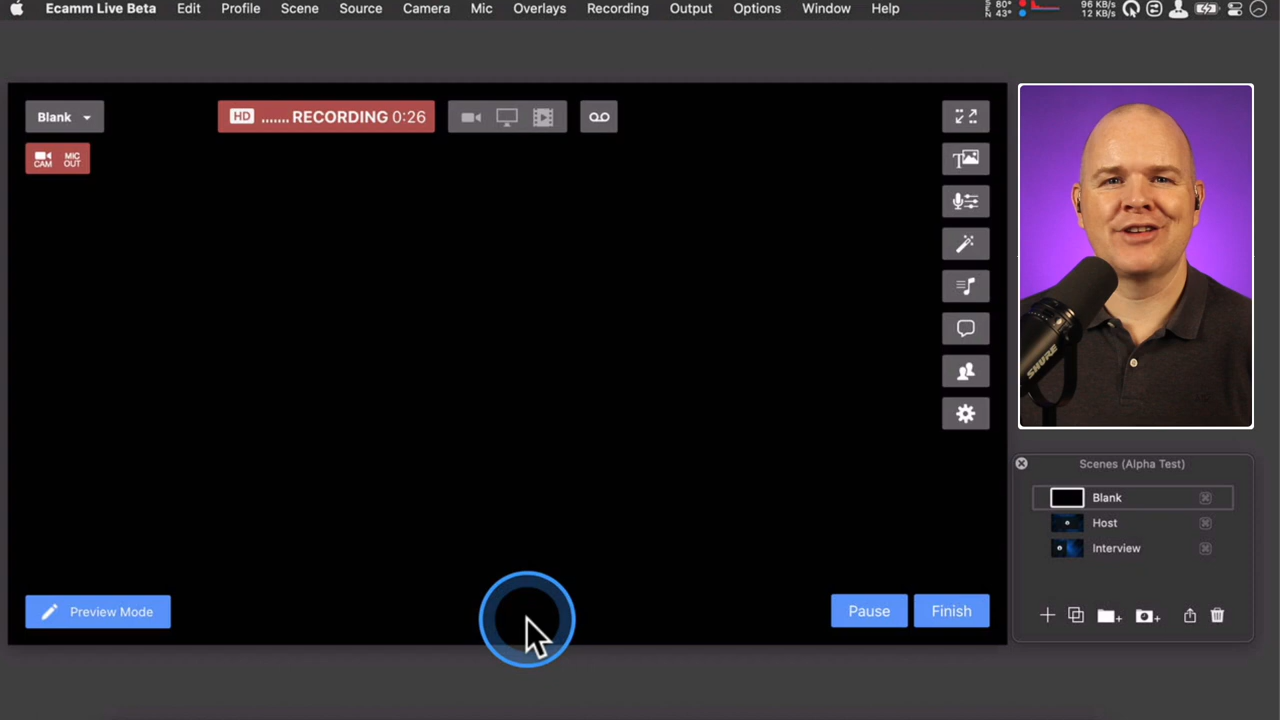 Ecamm Live Beta Edit Profile Scene Source Camera Mic Overlays Recording Output Options Window Help
80° 96 KB/s
43° 12 KB/s
Blank
HD ....... RECORDING 0:26
CAM MIC OUT
T
SHURE
Scenes (Alpha Test)
Blank
Host
Interview
Preview Mode
Pause
Finish